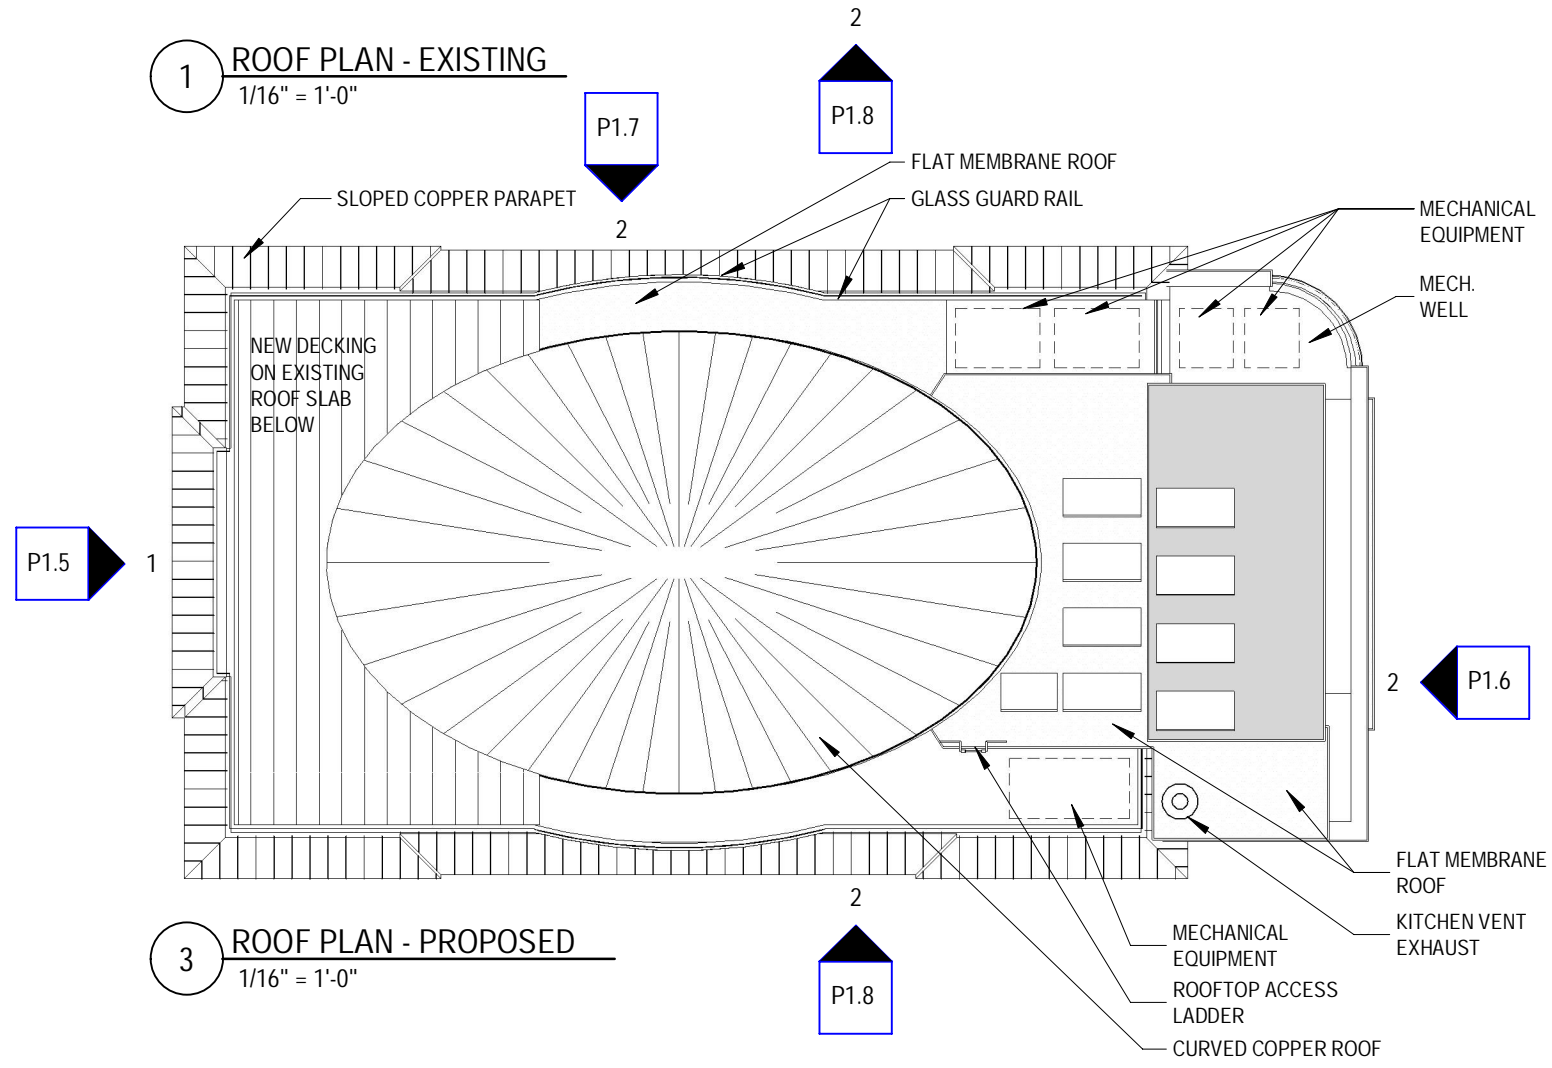 2
1
ROOF PLAN - EXISTING
1/16" = 1'-0"
P1.7
P1.8
FLAT MEMBRANE ROOF
SLOPED COPPER PARAPET
GLASS GUARD RAIL
2
MECHANICAL
EQUIPMENT
MECH.
WELL
NEW DECKING
ON EXISTING
ROOF SLAB
BELOW
P1.5
1
2
P1.6
FLAT MEMBRANE
ROOF
2
KITCHEN VENT
EXHAUST
3
ROOF PLAN - PROPOSED
1/16" = 1'-0"
MECHANICAL
EQUIPMENT
P1.8
ROOFTOP ACCESS
LADDER
CURVED COPPER ROOF